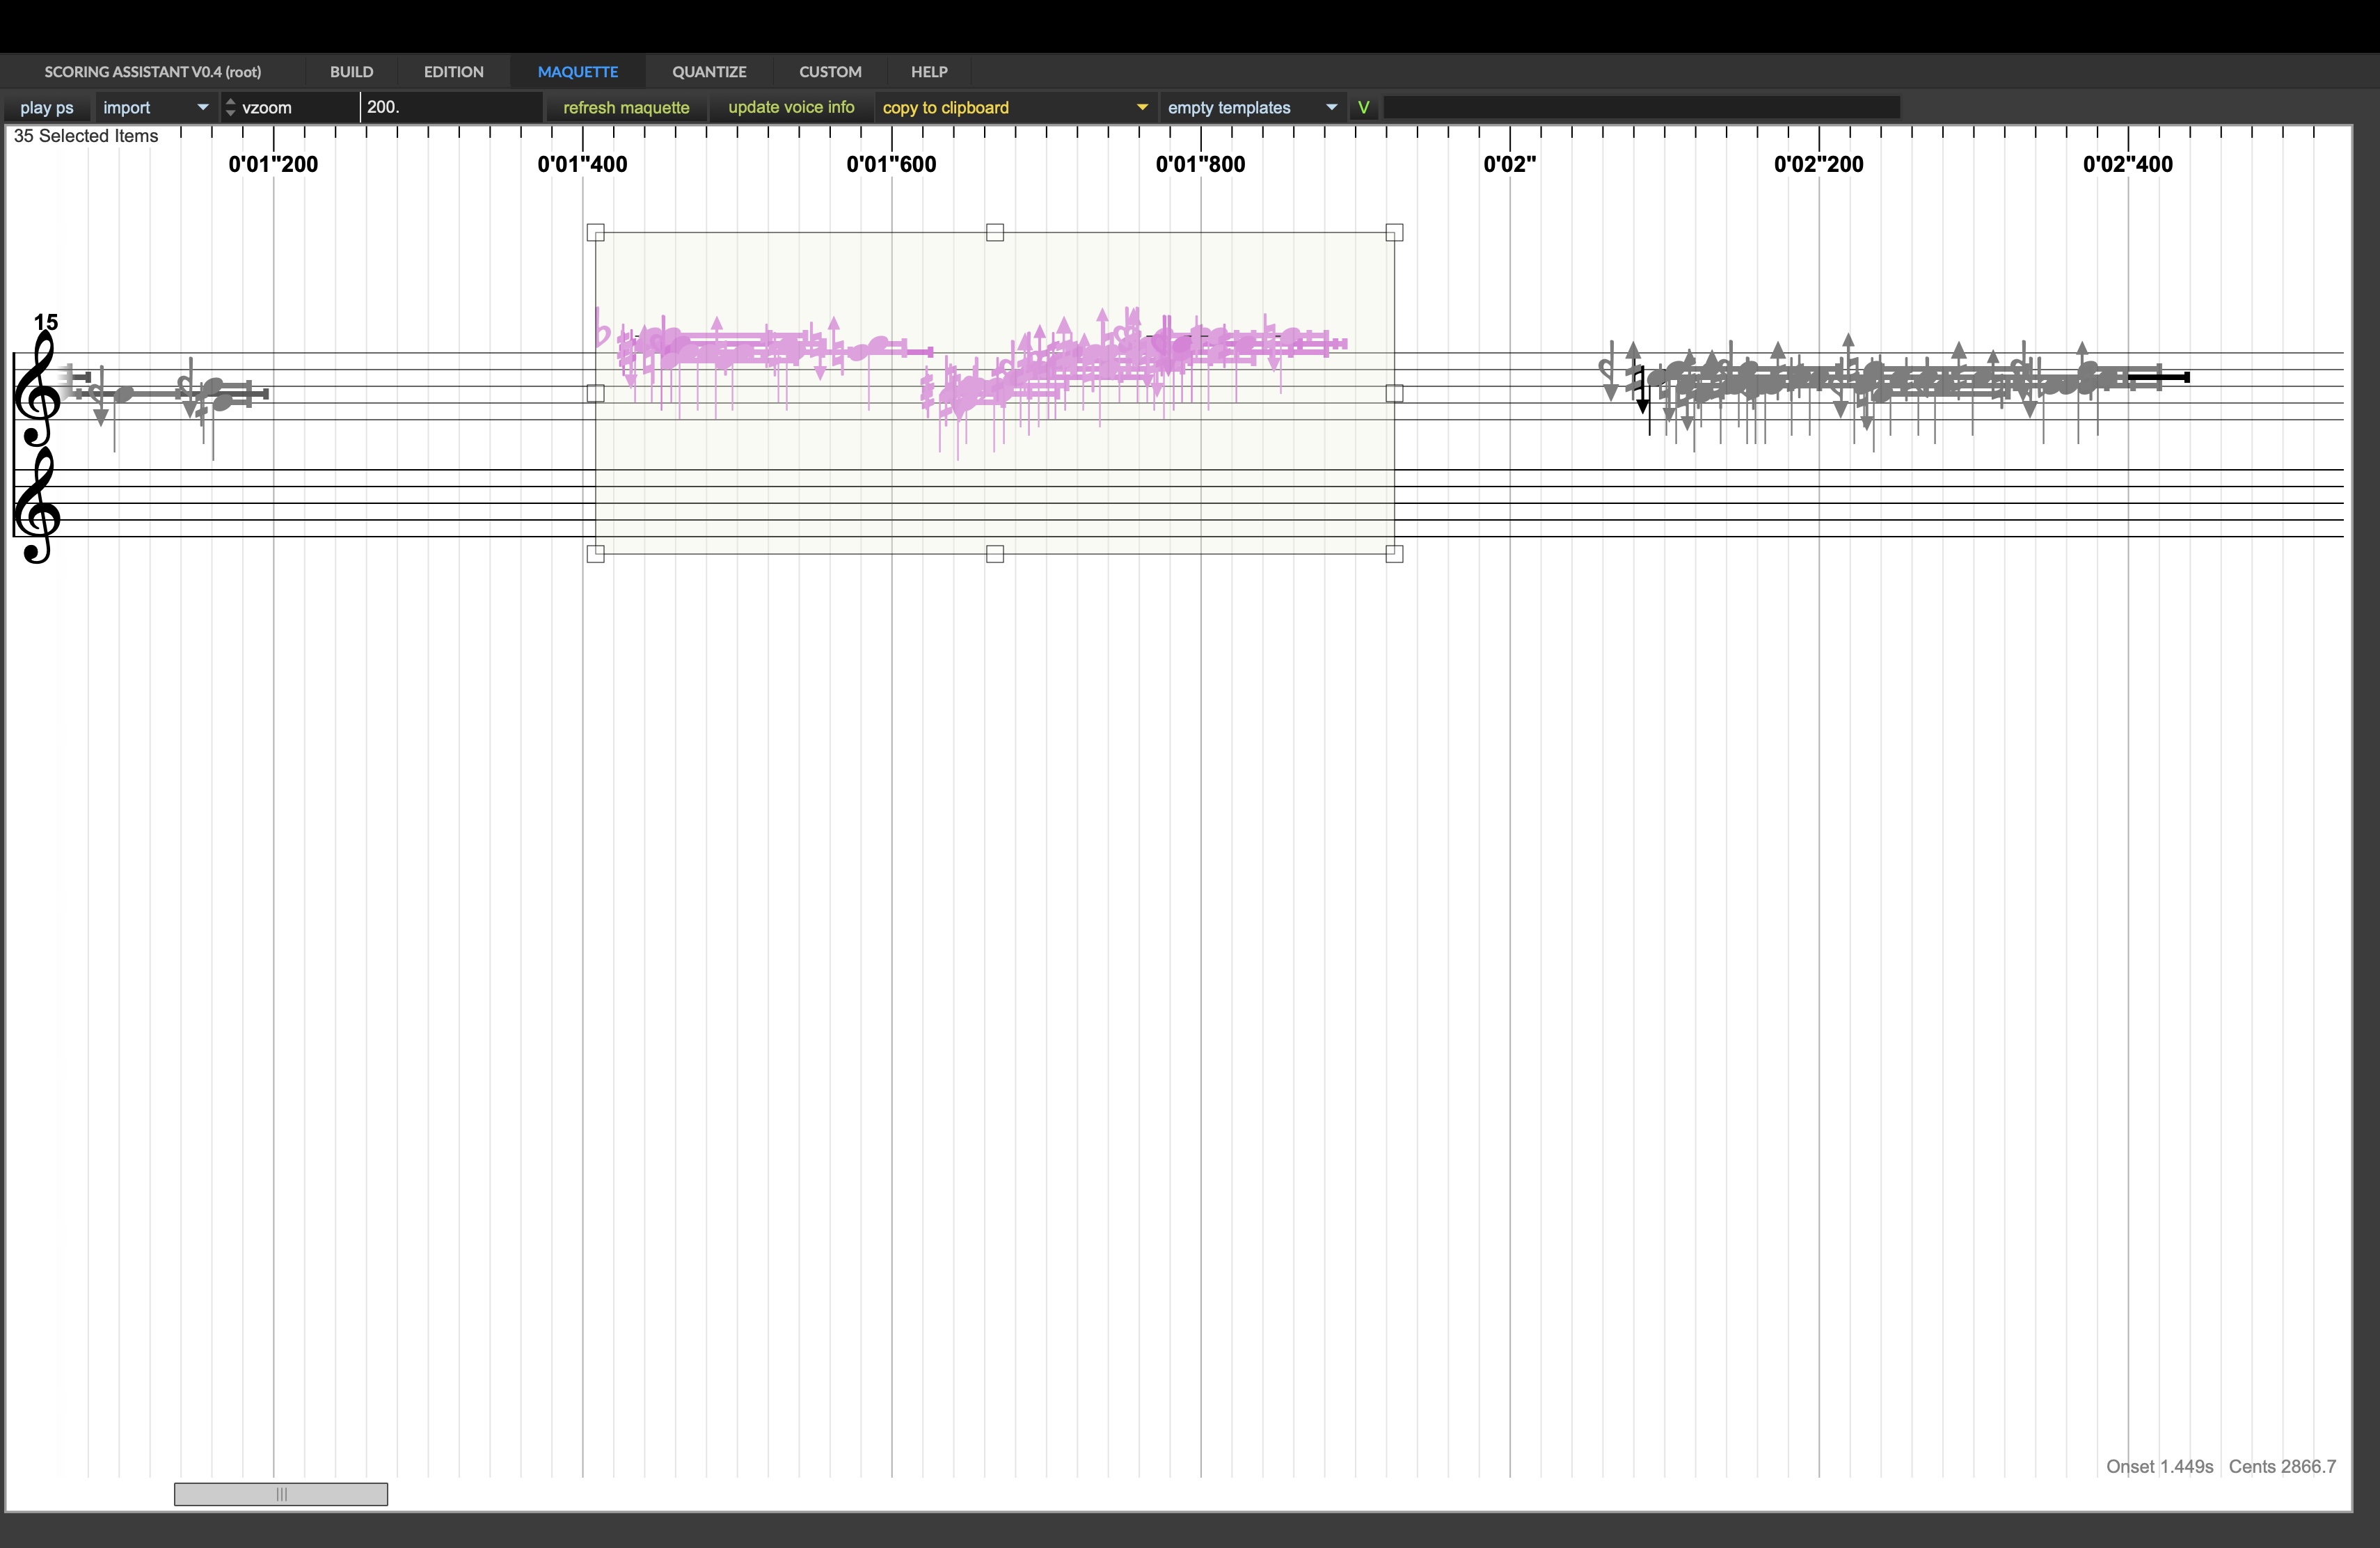 SCORING ASSISTANT V0.4 (root) BUILD EDITION MAQUETTE QUANTIZE CUSTOM HELP
play ps import vzoom 200. refresh maquette update voice info copy to clipboard empty templates V
35 Selected Items
0'01"200 0'01"400 0'01"600 0'01"800 0'02" 0'02"200 0'02"400
15
Onset 1.449s Cents 2866.7